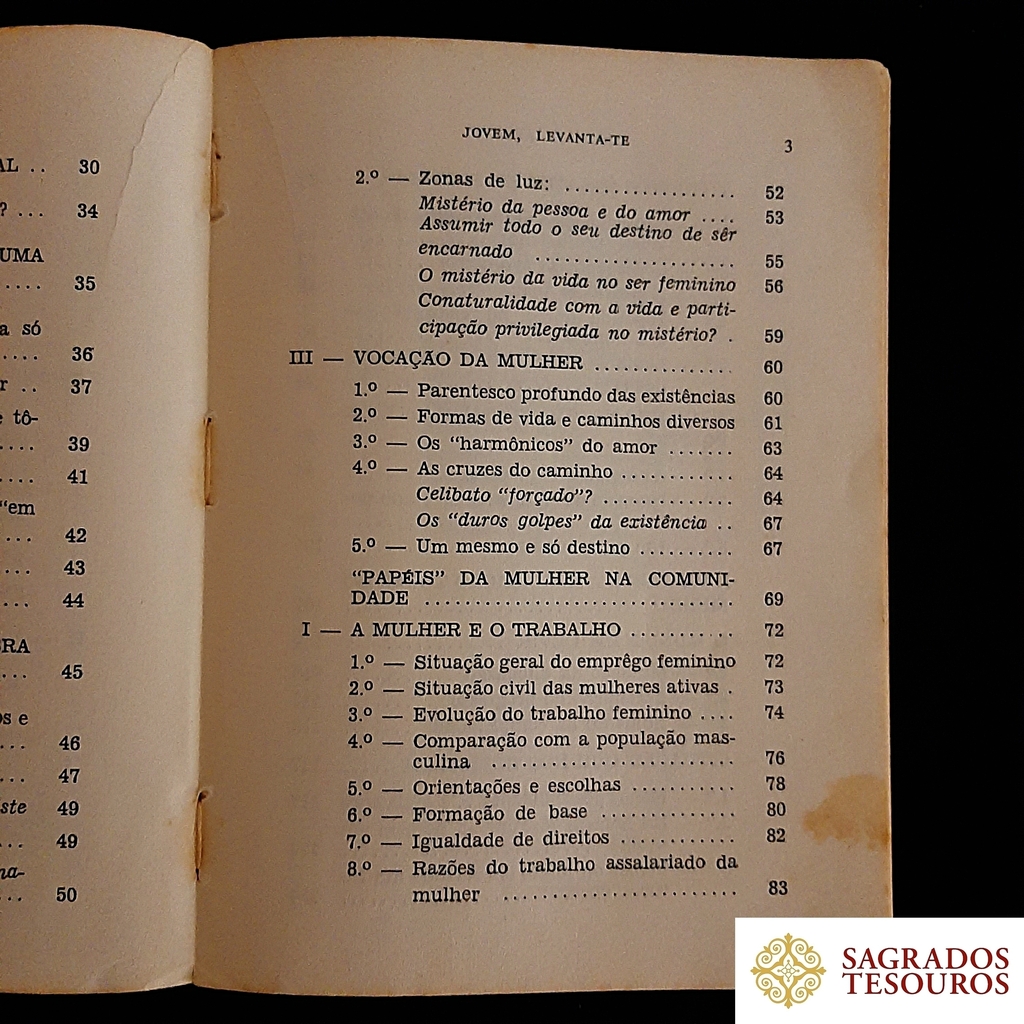 AL .. 30
? ... 34
UMA
.... 35
a só
.... 36
r .. 37
e tô-
.... 39
.... 41
"em
... 42
.... 43
.... 44
BRA
.... 45
os e
... 46
... 47
iste 49
... 49
na-
... 50
JOVEM, LEVANTA-TE 3
2.º — Zonas de luz: .................. 52
Mistério da pessoa e do amor .... 53
Assumir todo o seu destino de sêr
encarnado ..................... 55
O mistério da vida no ser feminino 56
Conaturalidade com a vida e parti-
cipação privilegiada no mistério? . 59
III — VOCAÇÃO DA MULHER ............... 60
1.º — Parentesco profundo das existências 60
2.º — Formas de vida e caminhos diversos 61
3.º — Os "harmônicos" do amor ....... 63
4.º — As cruzes do caminho ............ 64
Celibato "forçado"? .............. 64
Os "duros golpes" da existência .. 67
5.º — Um mesmo e só destino .......... 67
"PAPÉIS" DA MULHER NA COMUNI-
DADE ................................. 69
I — A MULHER E O TRABALHO ........... 72
1.º — Situação geral do emprêgo feminino 72
2.º — Situação civil das mulheres ativas . 73
3.º — Evolução do trabalho feminino .... 74
4.º — Comparação com a população mas-
culina .......................... 76
5.º — Orientações e escolhas ........... 78
6.º — Formação de base .............. 80
7.º — Igualdade de direitos ............ 82
8.º — Razões do trabalho assalariado da
mulher ......................... 83
SAGRADOS
TESOUROS